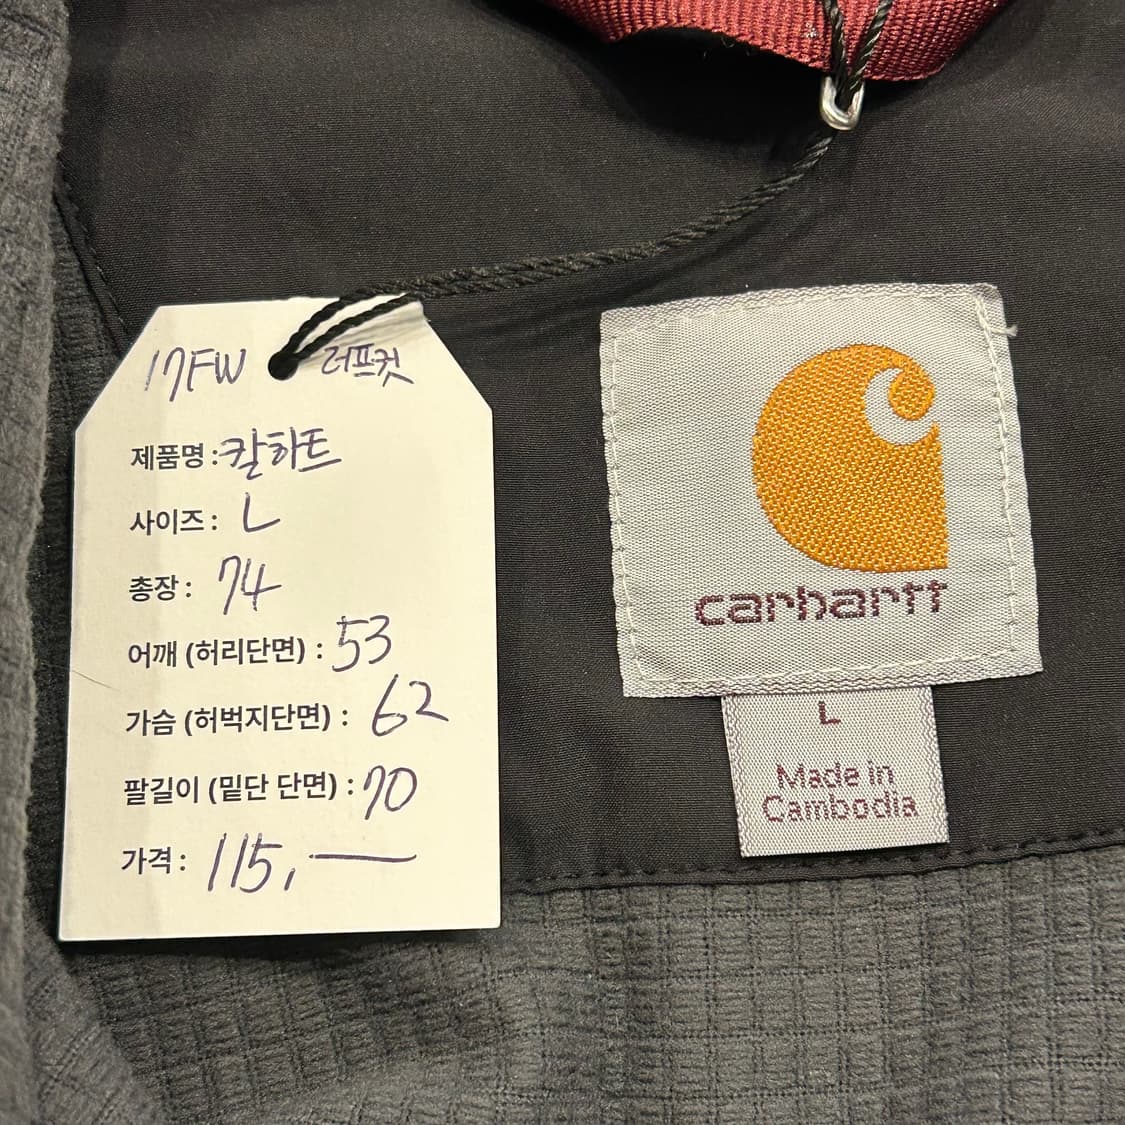 17FW 러프컷
제품명: 칼하트
사이즈: L
총장: 74
어깨 (허리단면) : 53
가슴 (허벅지단면) : 62
팔길이 (밑단 단면) : 70
가격: 115,—
carhartt
L
Made in
Cambodia